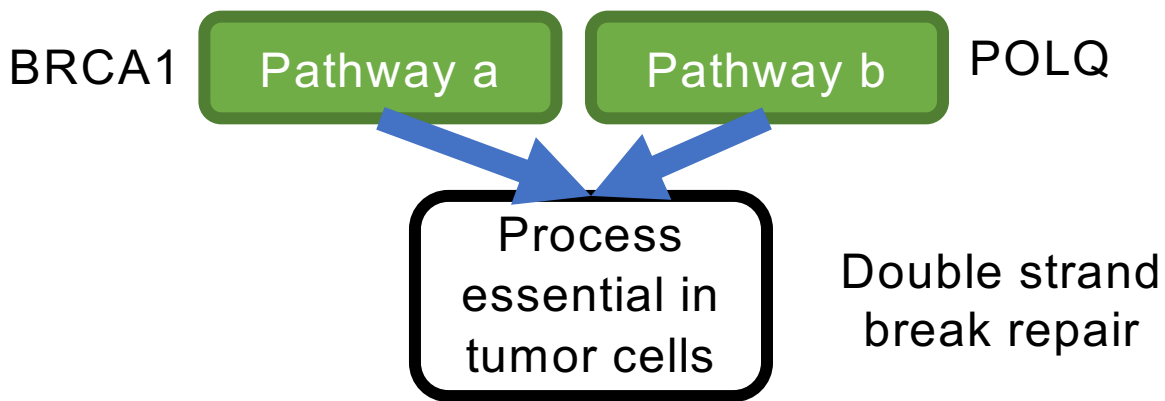 BRCA1
Pathway a
Pathway b
POLQ
Process
essential in
tumor cells
Double strand
break repair